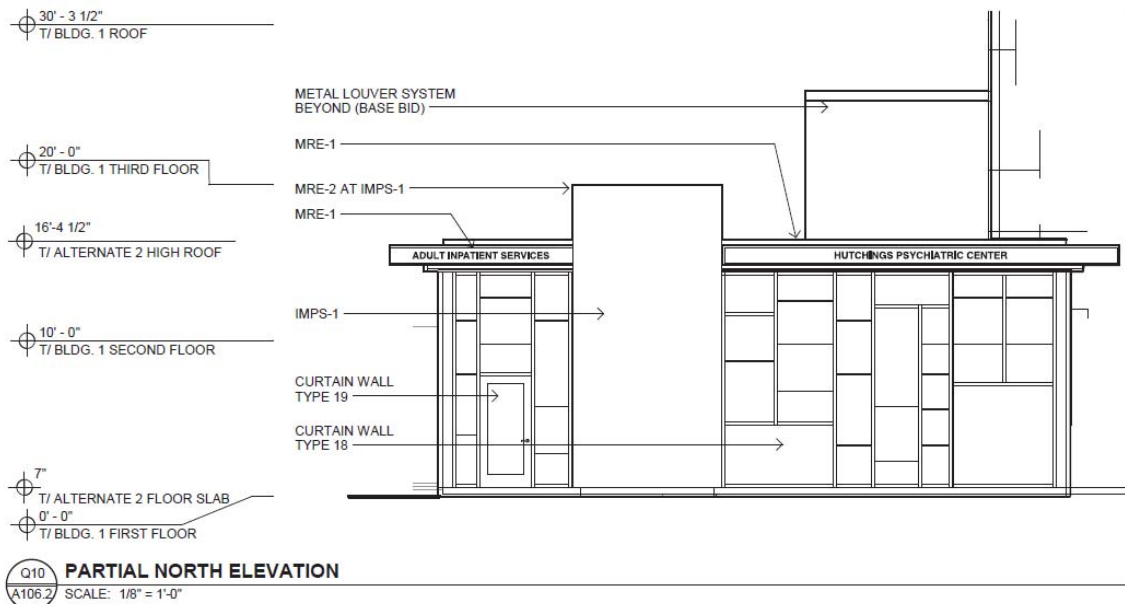 30' - 3 1/2"
T/ BLDG. 1 ROOF
METAL LOUVER SYSTEM
BEYOND (BASE BID)
MRE-1
20' - 0"
T/ BLDG. 1 THIRD FLOOR
MRE-2 AT IMPS-1
MRE-1
16'-4 1/2"
T/ ALTERNATE 2 HIGH ROOF
ADULT INPATIENT SERVICES
HUTCHINGS PSYCHIATRIC CENTER
IMPS-1
10' - 0"
T/ BLDG. 1 SECOND FLOOR
CURTAIN WALL
TYPE 19
CURTAIN WALL
TYPE 18
7"
T/ ALTERNATE 2 FLOOR SLAB
0' - 0"
T/ BLDG. 1 FIRST FLOOR
Q10
PARTIAL NORTH ELEVATION
A106.2
SCALE: 1/8" = 1'-0"